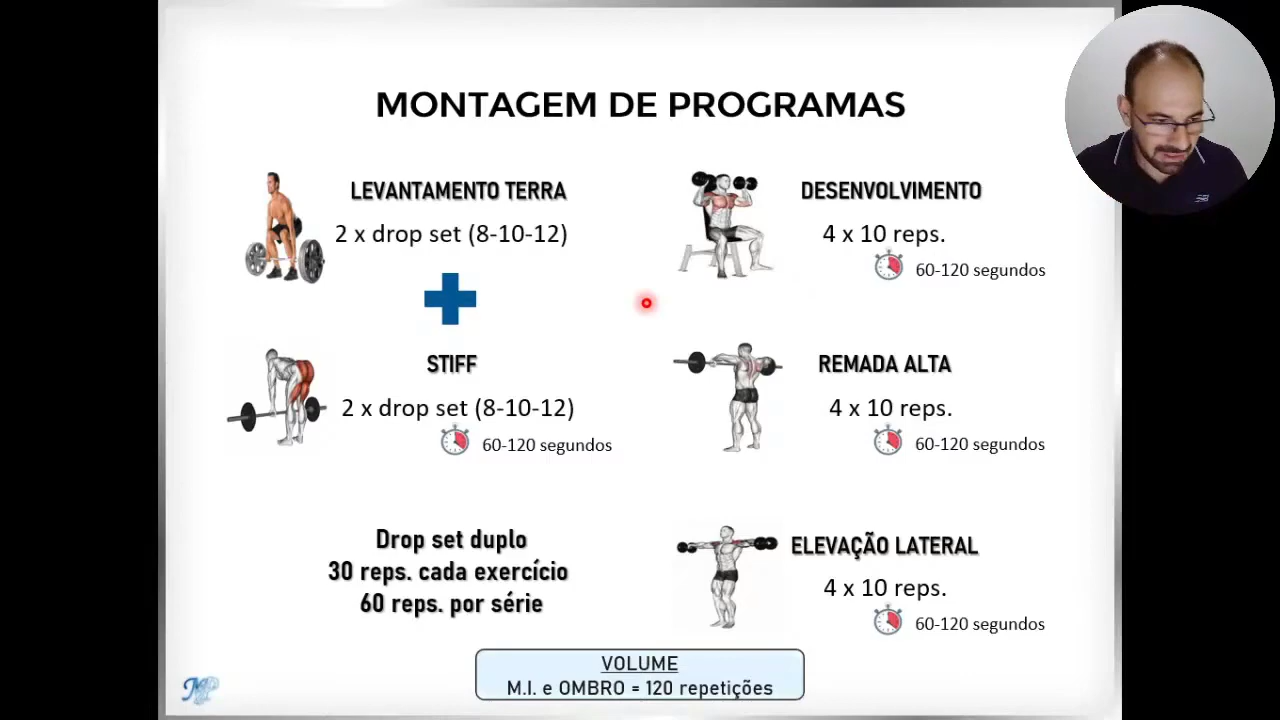 MONTAGEM DE PROGRAMAS
LEVANTAMENTO TERRA
2 x drop set (8-10-12)
STIFF
2 x drop set (8-10-12)
60-120 segundos
Drop set duplo
30 reps. cada exercício
60 reps. por série
DESENVOLVIMENTO
4 x 10 reps.
60-120 segundos
REMADA ALTA
4 x 10 reps.
60-120 segundos
ELEVAÇÃO LATERAL
4 x 10 reps.
60-120 segundos
VOLUME
M.I. e OMBRO = 120 repetições